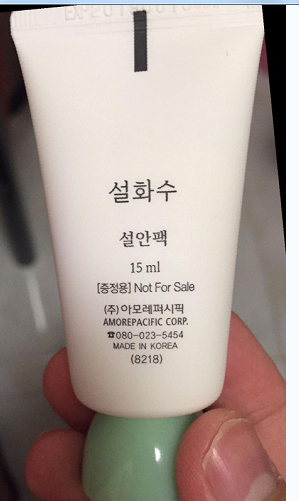 설화수
설안팩
15 ml
[증정용] Not For Sale
(주)아모레퍼시픽
AMOREPACIFIC CORP.
☎080-023-5454
MADE IN KOREA
(8218)